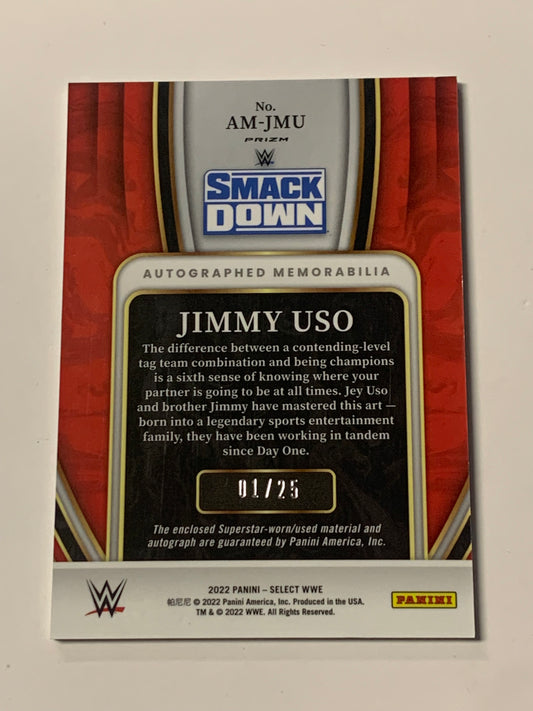 No.
AM-JMU
PRIZM
W
SMACK
DOWN
AUTOGRAPHED MEMORABILIA
JIMMY USO
The difference between a contending-level
tag team combination and being champions
is a sixth sense of knowing where your
partner is going to be at all times. Jey Uso
and brother Jimmy have mastered this art —
born into a legendary sports entertainment
family, they have been working in tandem
since Day One.
01/25
The enclosed Superstar-worn/used material and
autograph are guaranteed by Panini America, Inc.
2022 PANINI – SELECT WWE
帕尼尼 © 2022 Panini America, Inc. Produced in the USA.
TM & © 2022 WWE. All Rights Reserved.
W
PANINI